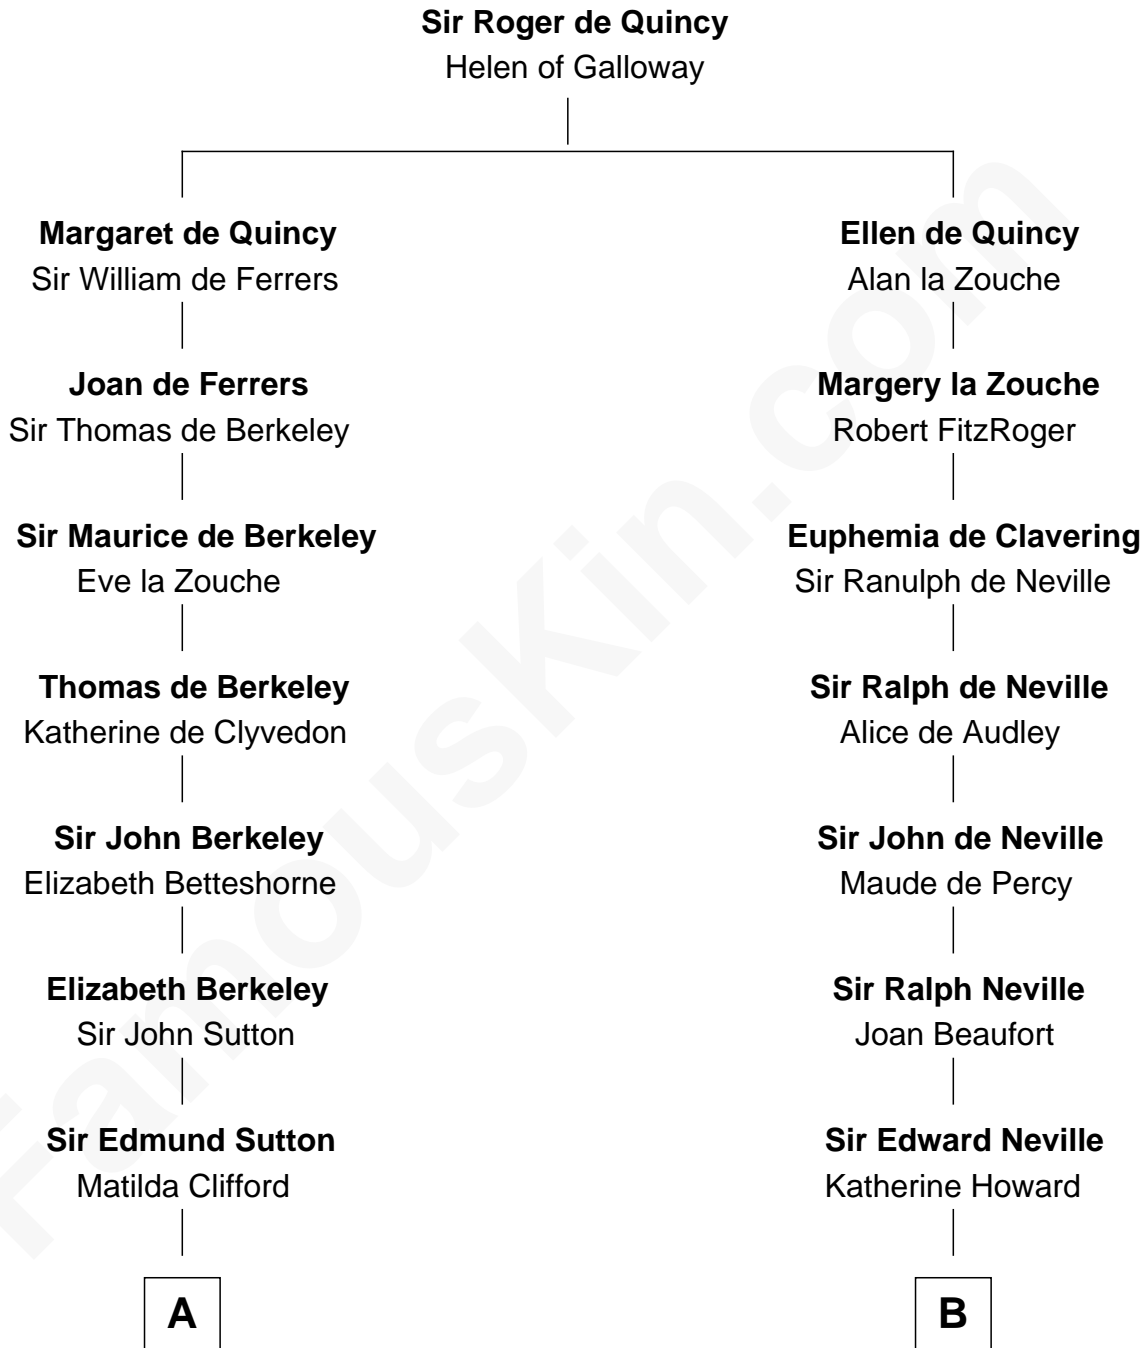 Sir Roger de Quincy
Helen of Galloway
Margaret de Quincy
Sir William de Ferrers
Ellen de Quincy
Alan la Zouche
Joan de Ferrers
Sir Thomas de Berkeley
Margery la Zouche
Robert FitzRoger
Sir Maurice de Berkeley
Eve la Zouche
Euphemia de Clavering
Sir Ranulph de Neville
Thomas de Berkeley
Katherine de Clyvedon
Sir Ralph de Neville
Alice de Audley
Sir John Berkeley
Elizabeth Betteshorne
Sir John de Neville
Maude de Percy
Elizabeth Berkeley
Sir John Sutton
Sir Ralph Neville
Joan Beaufort
Sir Edmund Sutton
Matilda Clifford
Sir Edward Neville
Katherine Howard
A
B
FamousKin.com